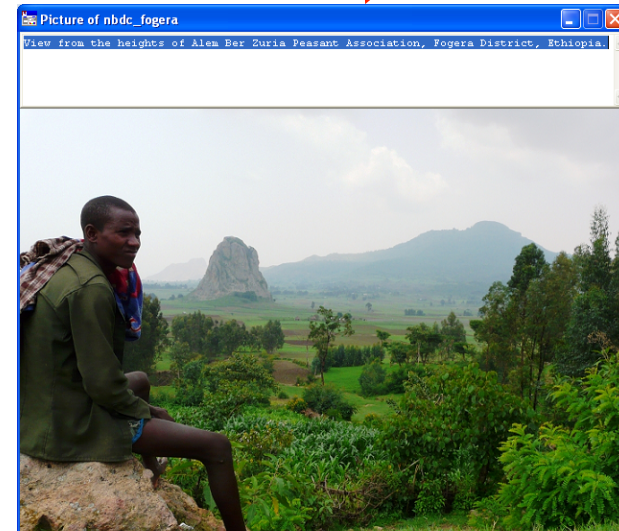 Picture of nbdc_fogera
View from the heights of Alem Ber Zuria Peasant Association, Fogera District, Ethiopia.